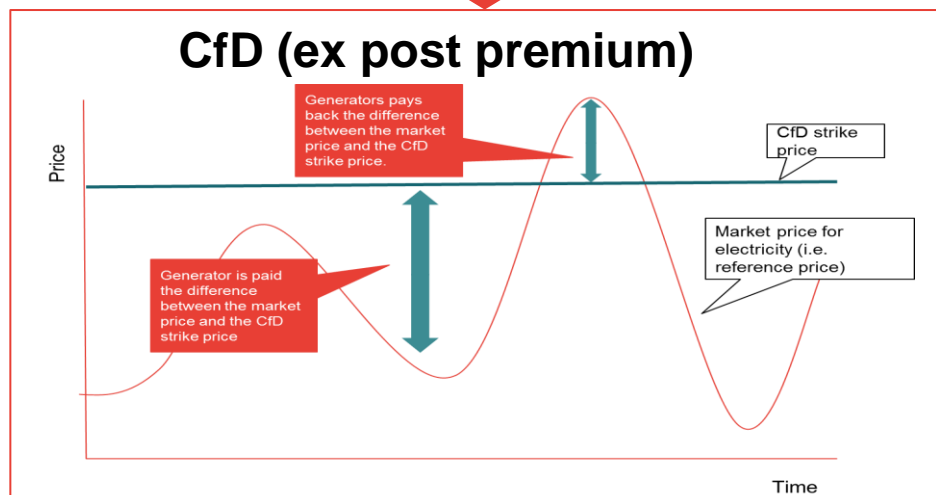 CfD (ex post premium)
Generators pays
back the difference
between the market
price and the CfD
strike price.
CfD strike
price
Price
Market price for
electricity (i.e.
reference price)
Generator is paid
the difference
between the market
price and the CfD
strike price
Time